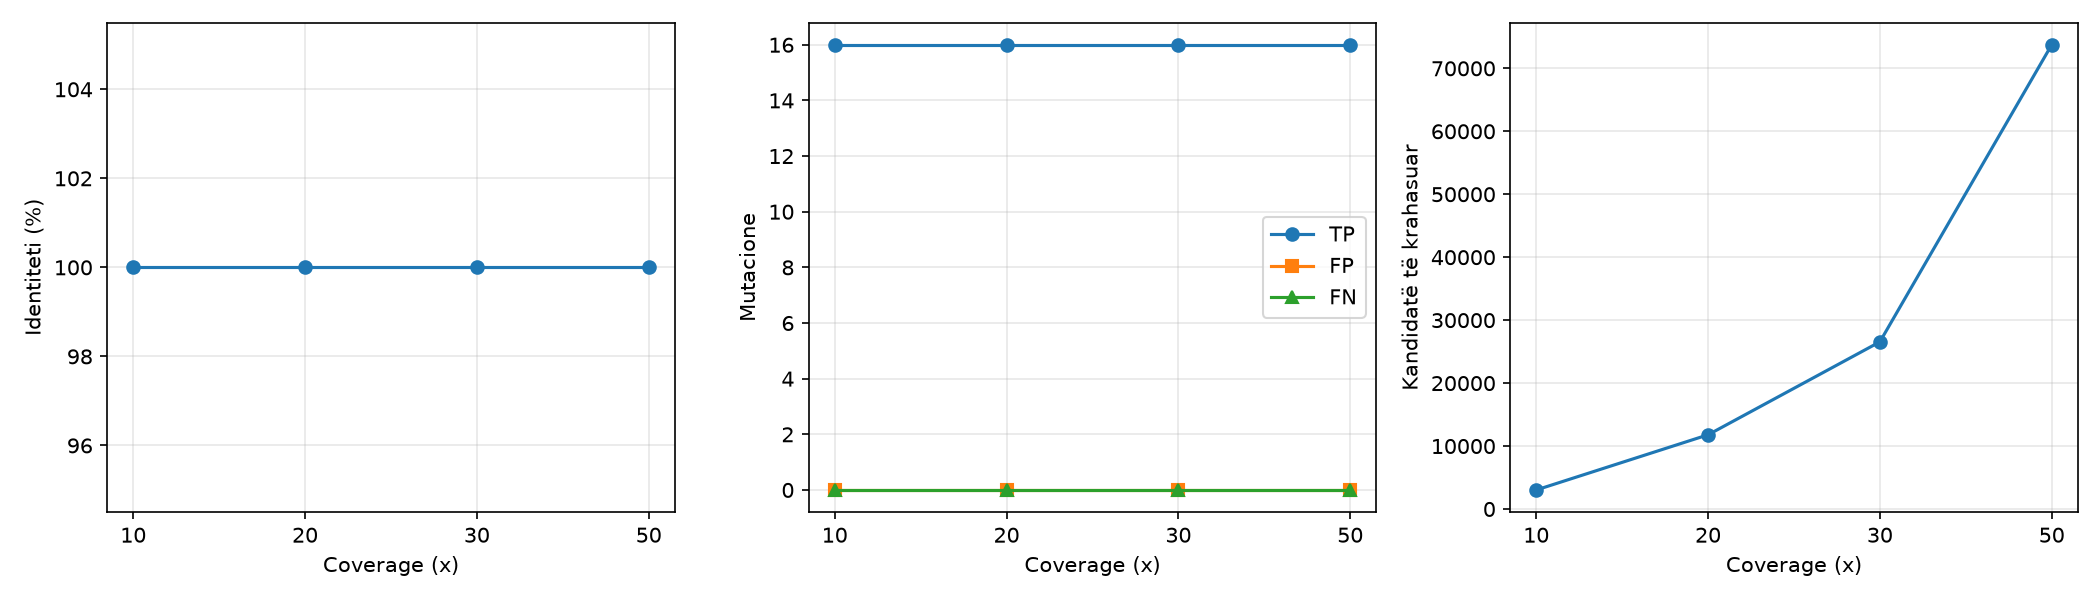 Identiteti (%)
104
102
100
98
96
10 20 30 50
Coverage (x)
Mutacione
16
14
12
10
8
6
4
2
0
TP
FP
FN
10 20 30 50
Coverage (x)
Kandidatë të krahasuar
70000
60000
50000
40000
30000
20000
10000
0
10 20 30 50
Coverage (x)